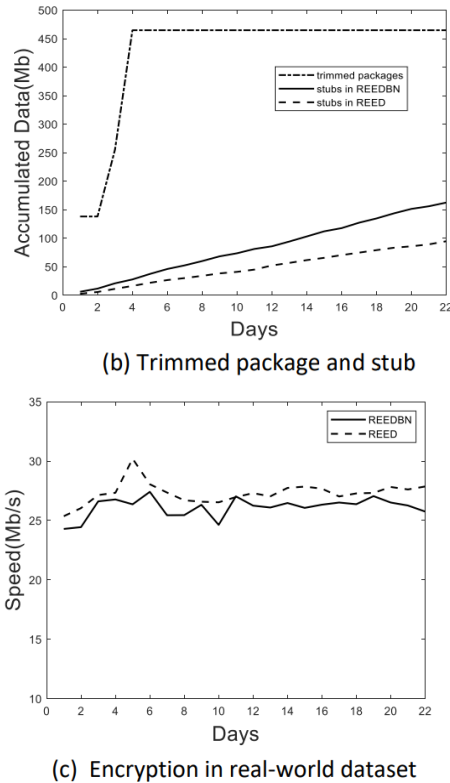 500
450
400
350
300
250
200
150
100
50
0
Accumulated Data(Mb)
trimmed packages
stubs in REEDBN
stubs in REED
0 2 4 6 8 10 12 14 16 18 20 22
Days
(b) Trimmed package and stub
35
30
25
20
15
10
Speed(Mb/s)
REEDBN
REED
0 2 4 6 8 10 12 14 16 18 20 22
Days
(c) Encryption in real-world dataset